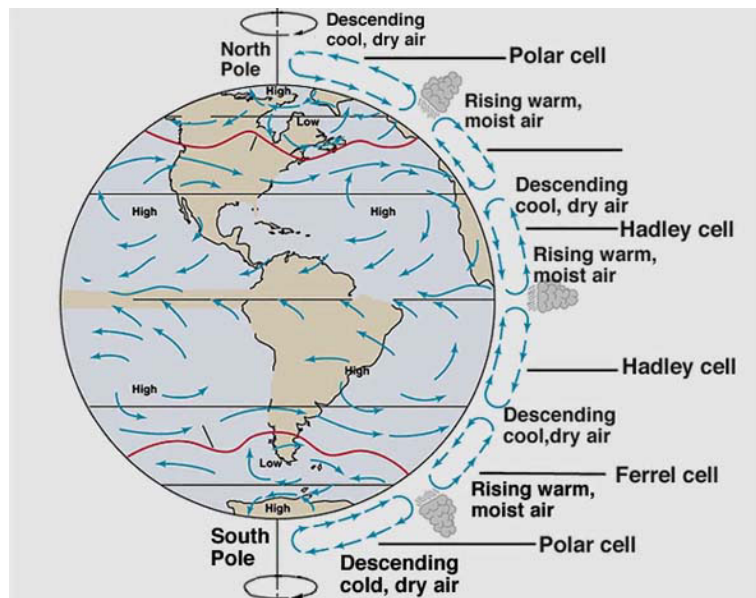 Descending
cool, dry air
North
Pole
Polar cell
High
Rising warm,
moist air
Low
Descending
cool, dry air
High
High
Hadley cell
Rising warm,
moist air
High
High
Hadley cell
Descending
cool,dry air
Low
Ferrel cell
Rising warm,
moist air
High
South
Pole
Polar cell
Descending
cold, dry air